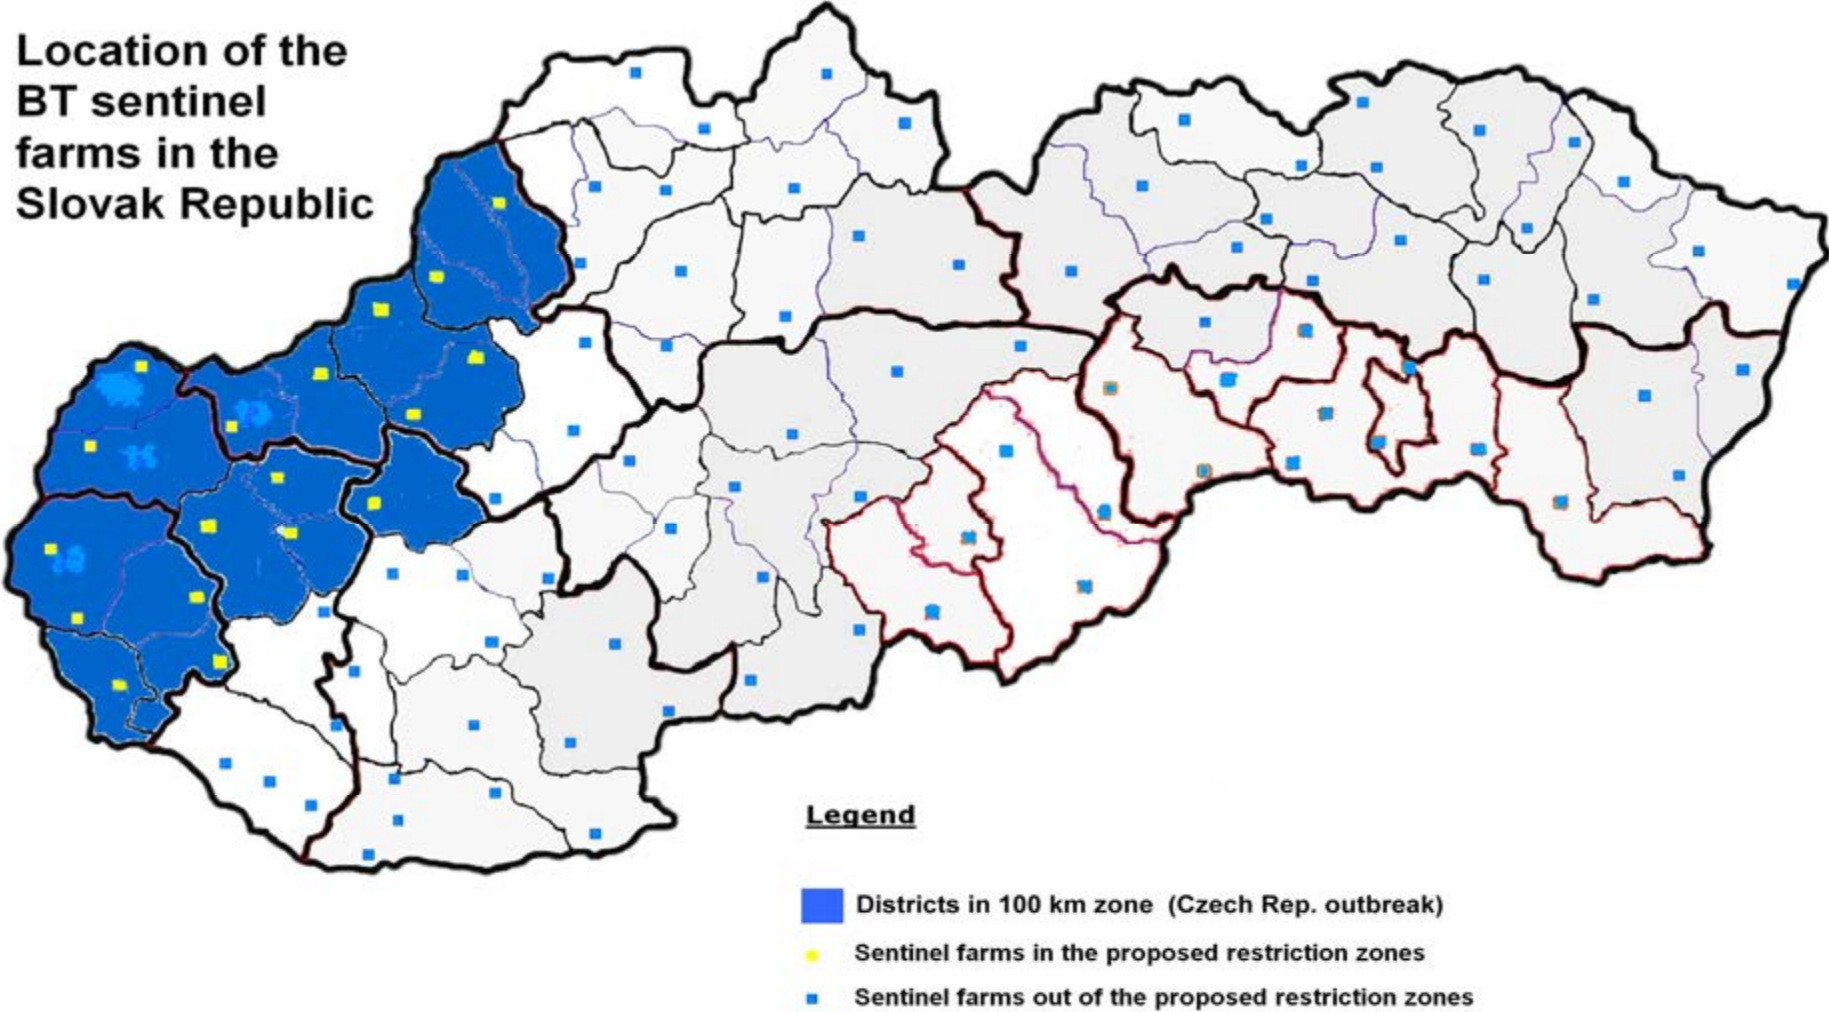 Location of the
BT sentinel
farms in the
Slovak Republic
Legend
Districts in 100 km zone (Czech Rep. outbreak)
Sentinel farms in the proposed restriction zones
Sentinel farms out of the proposed restriction zones